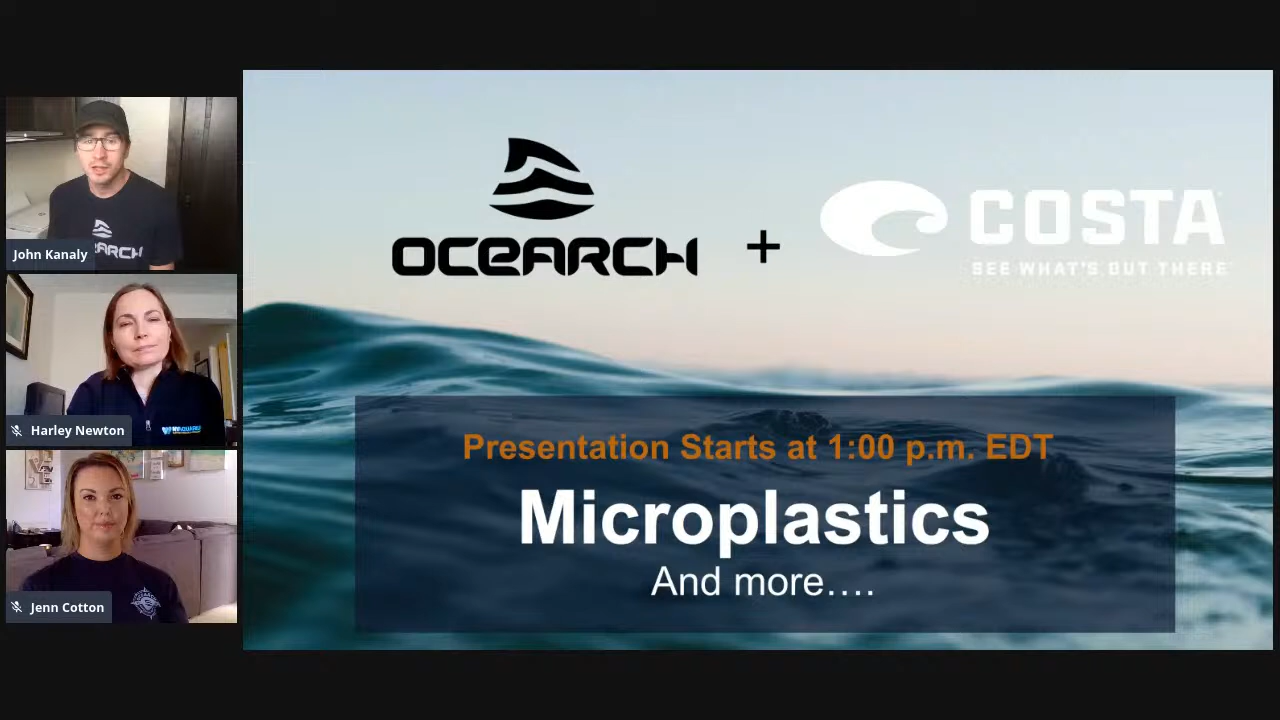 OCEARCH
John Kanaly
Harley Newton
Jenn Cotton
OCEARCH
+
COSTA
SEE WHAT'S OUT THERE
Presentation Starts at 1:00 p.m. EDT
Microplastics
And more....